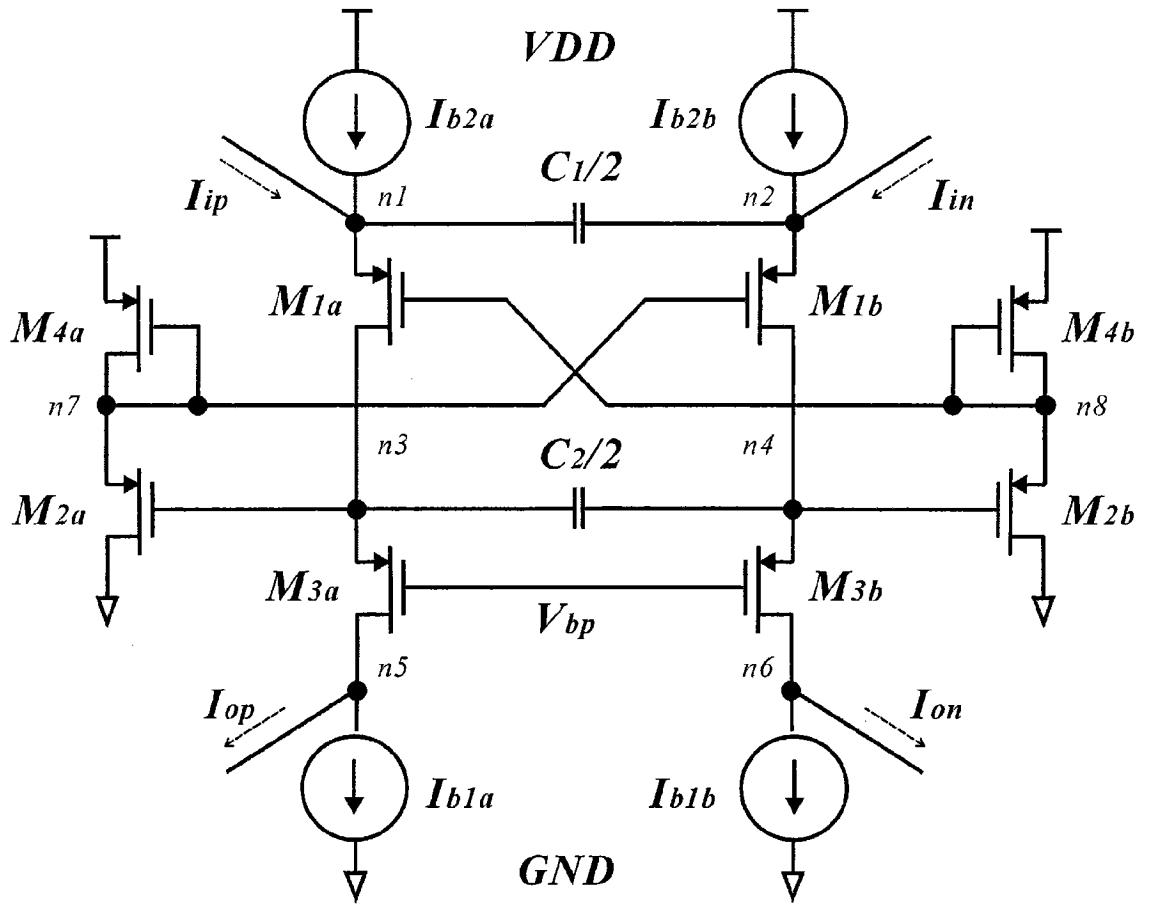 VDD
Ib2a
Ib2b
C1/2
n1
n2
Iip
Iin
M1a
M1b
M4a
M4b
n7
n8
n3
n4
C2/2
M2a
M2b
M3a
M3b
Vbp
n5
n6
Iop
Ion
Ib1a
Ib1b
GND